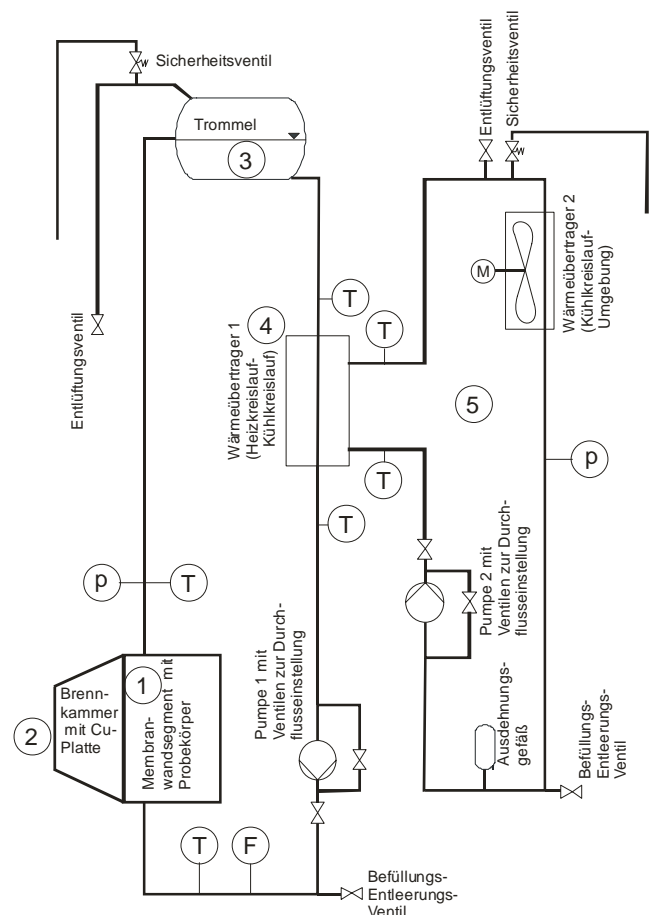 Sicherheitsventil
Trommel
3
Entlüftungsventil
Entlüftungsventil
Sicherheitsventil
M
Wärmeübertrager 2
(Kühlkreislauf-
Umgebung)
T
4
T
Wärmeübertrager 1
(Heizkreislauf-
Kühlkreislauf)
5
T
p
T
p
T
Pumpe 2 mit
Ventilen zur Durch-
flusseinstellung
Pumpe 1 mit
Ventilen zur Durch-
flusseinstellung
1
2
Brenn-
kammer
mit Cu-
Platte
Membran-
wandsegment mit
Probekörper
Ausdehnungs-
gefäß
Befüllungs-
Entleerungs-
Ventil
T
F
Befüllungs-
Entleerungs-
Ventil